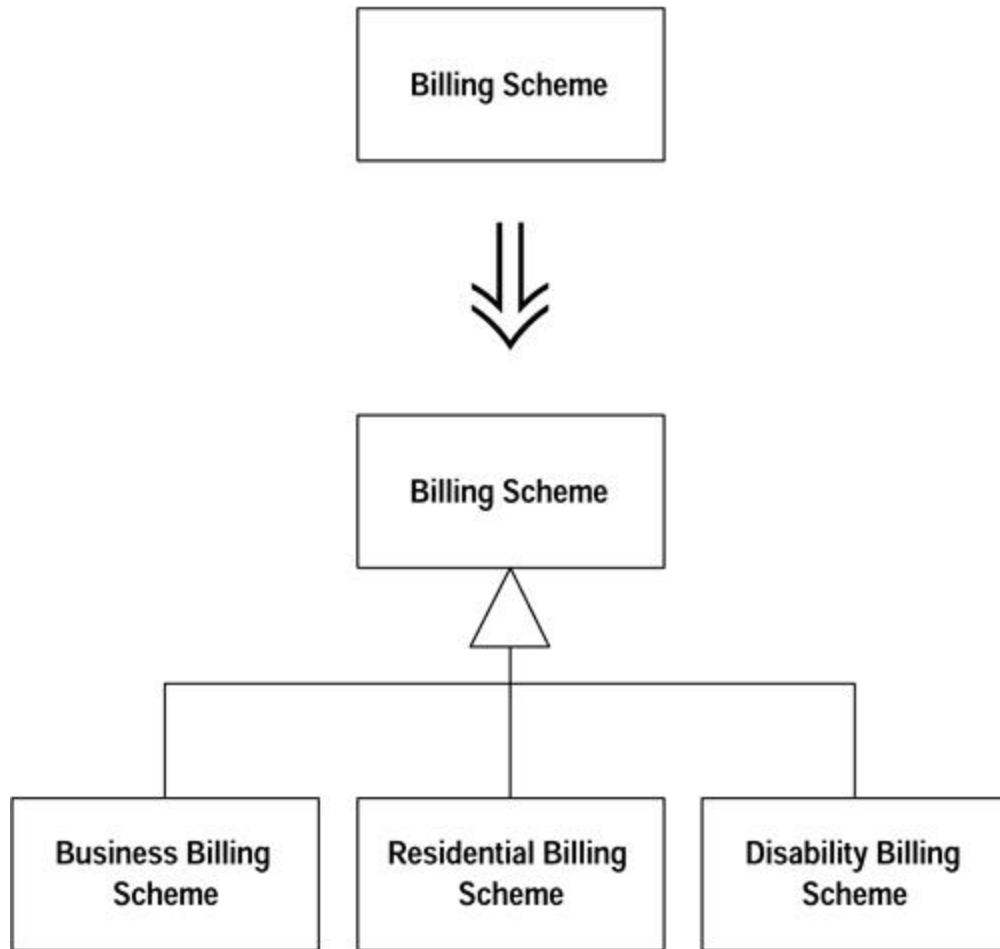 Billing Scheme
Billing Scheme
Business Billing
Scheme
Residential Billing
Scheme
Disability Billing
Scheme